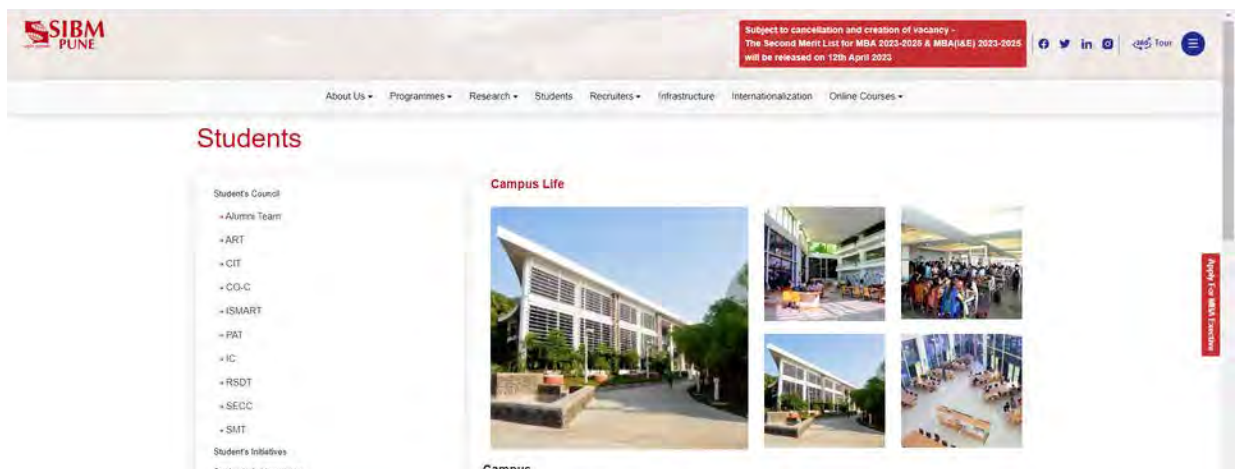 SIBM
PUNE
Subject to cancellation and creation of vacancy -
The Second Merit List for MBA 2023-2025 & MBA(I&E) 2023-2025
will be released on 12th April 2023
360° Tour
About Us
Programmes
Research
Students
Recruiters
Infrastructure
Internationalization
Online Courses
Students
Student's Council
Alumni Team
ART
CIT
CO-C
ISMART
PAT
IC
RSDT
SECC
SMT
Student's Initiatives
Campus Life
Campus
Apply For MBA Executive